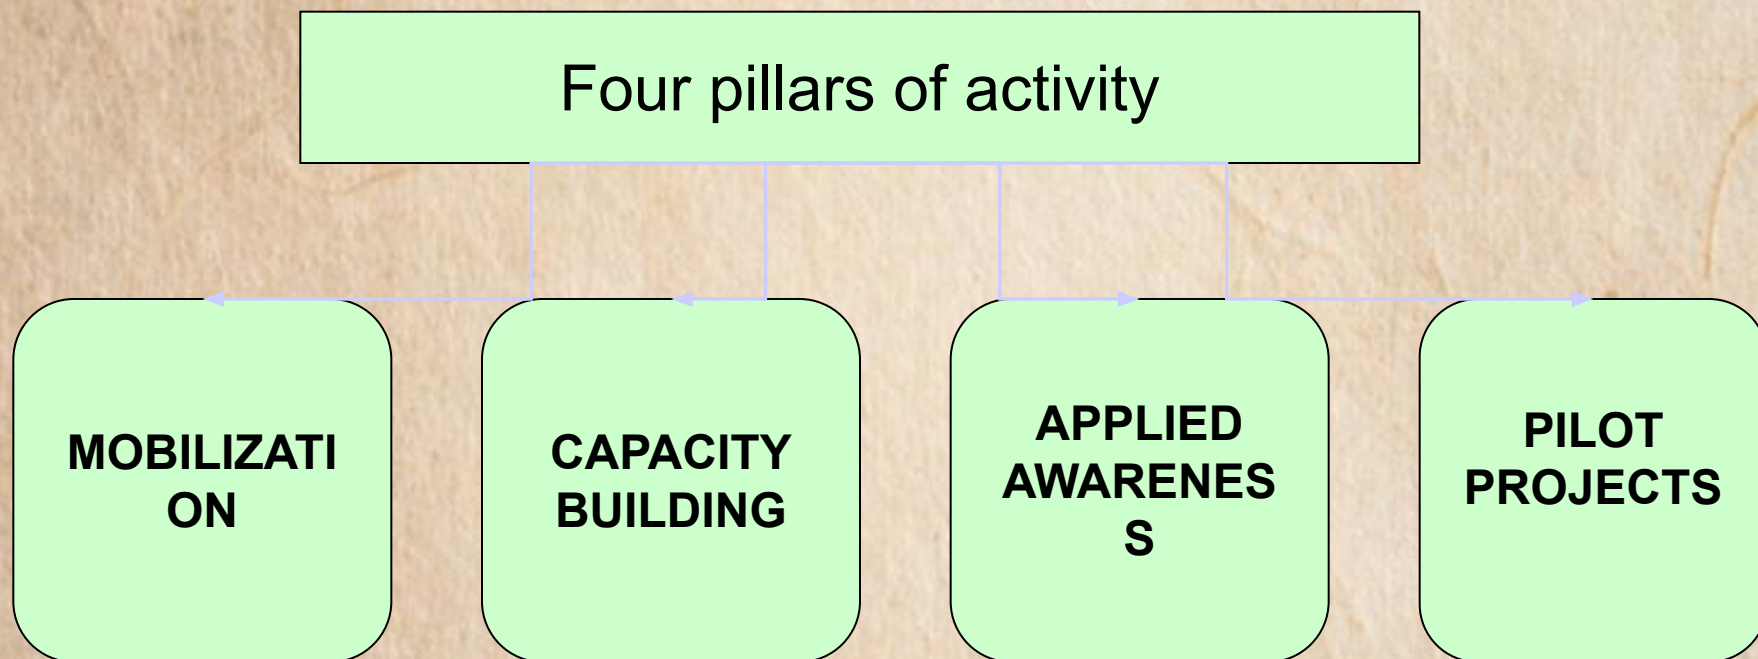 Four pillars of activity
MOBILIZATI
ON
CAPACITY
BUILDING
APPLIED
AWARENES
S
PILOT
PROJECTS